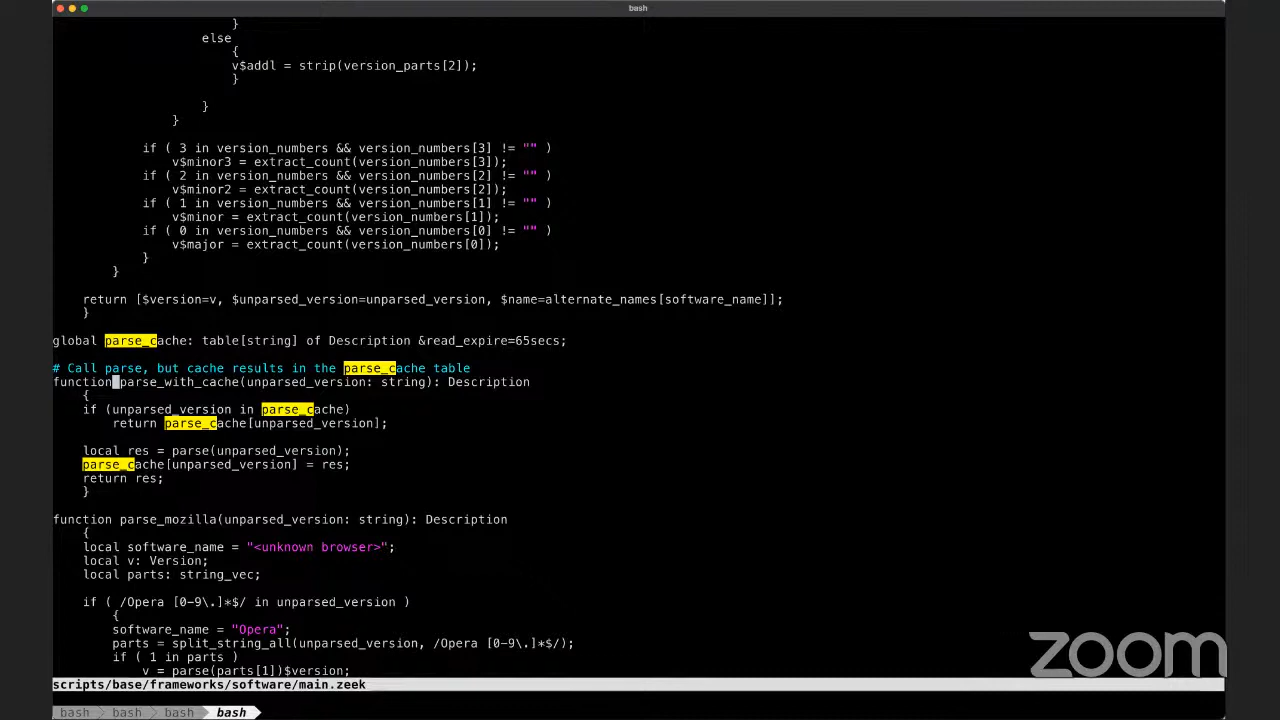 bash
}
else
{
v$addl = strip(version_parts[2]);
}
}
}
if ( 3 in version_numbers && version_numbers[3] != "" )
v$minor3 = extract_count(version_numbers[3]);
if ( 2 in version_numbers && version_numbers[2] != "" )
v$minor2 = extract_count(version_numbers[2]);
if ( 1 in version_numbers && version_numbers[1] != "" )
v$minor = extract_count(version_numbers[1]);
if ( 0 in version_numbers && version_numbers[0] != "" )
v$major = extract_count(version_numbers[0]);
}
}
return [$version=v, $unparsed_version=unparsed_version, $name=alternate_names[software_name]];
}
global parse_cache: table[string] of Description &read_expire=65secs;
# Call parse, but cache results in the parse_cache table
function parse_with_cache(unparsed_version: string): Description
{
if (unparsed_version in parse_cache)
return parse_cache[unparsed_version];
local res = parse(unparsed_version);
parse_cache[unparsed_version] = res;
return res;
}
function parse_mozilla(unparsed_version: string): Description
{
local software_name = "<unknown browser>";
local v: Version;
local parts: string_vec;
if ( /Opera [0-9\.]*$/ in unparsed_version )
{
software_name = "Opera";
parts = split_string_all(unparsed_version, /Opera [0-9\.]*$/);
if ( 1 in parts )
v = parse(parts[1])$version;
scripts/base/frameworks/software/main.zeek
bash bash bash bash
zoom